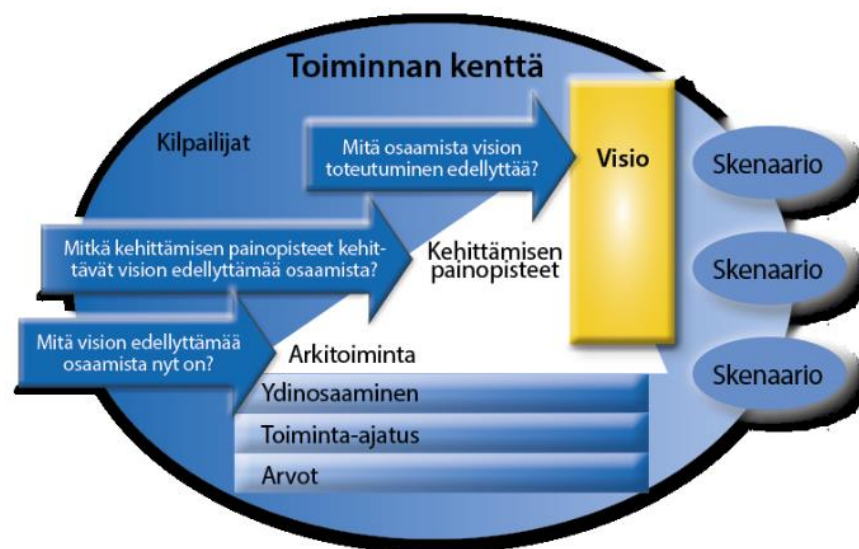 Toiminnan kenttä
Kilpailijat
Mitä osaamista vision
toteutuminen edellyttää?
Visio
Skenaario
Mitkä kehittämisen painopisteet kehit-
tävät vision edellyttämää osaamista?
Kehittämisen
painopisteet
Skenaario
Mitä vision edellyttämää
osaamista nyt on?
Arkitoiminta
Skenaario
Ydinosaaminen
Toiminta-ajatus
Arvot